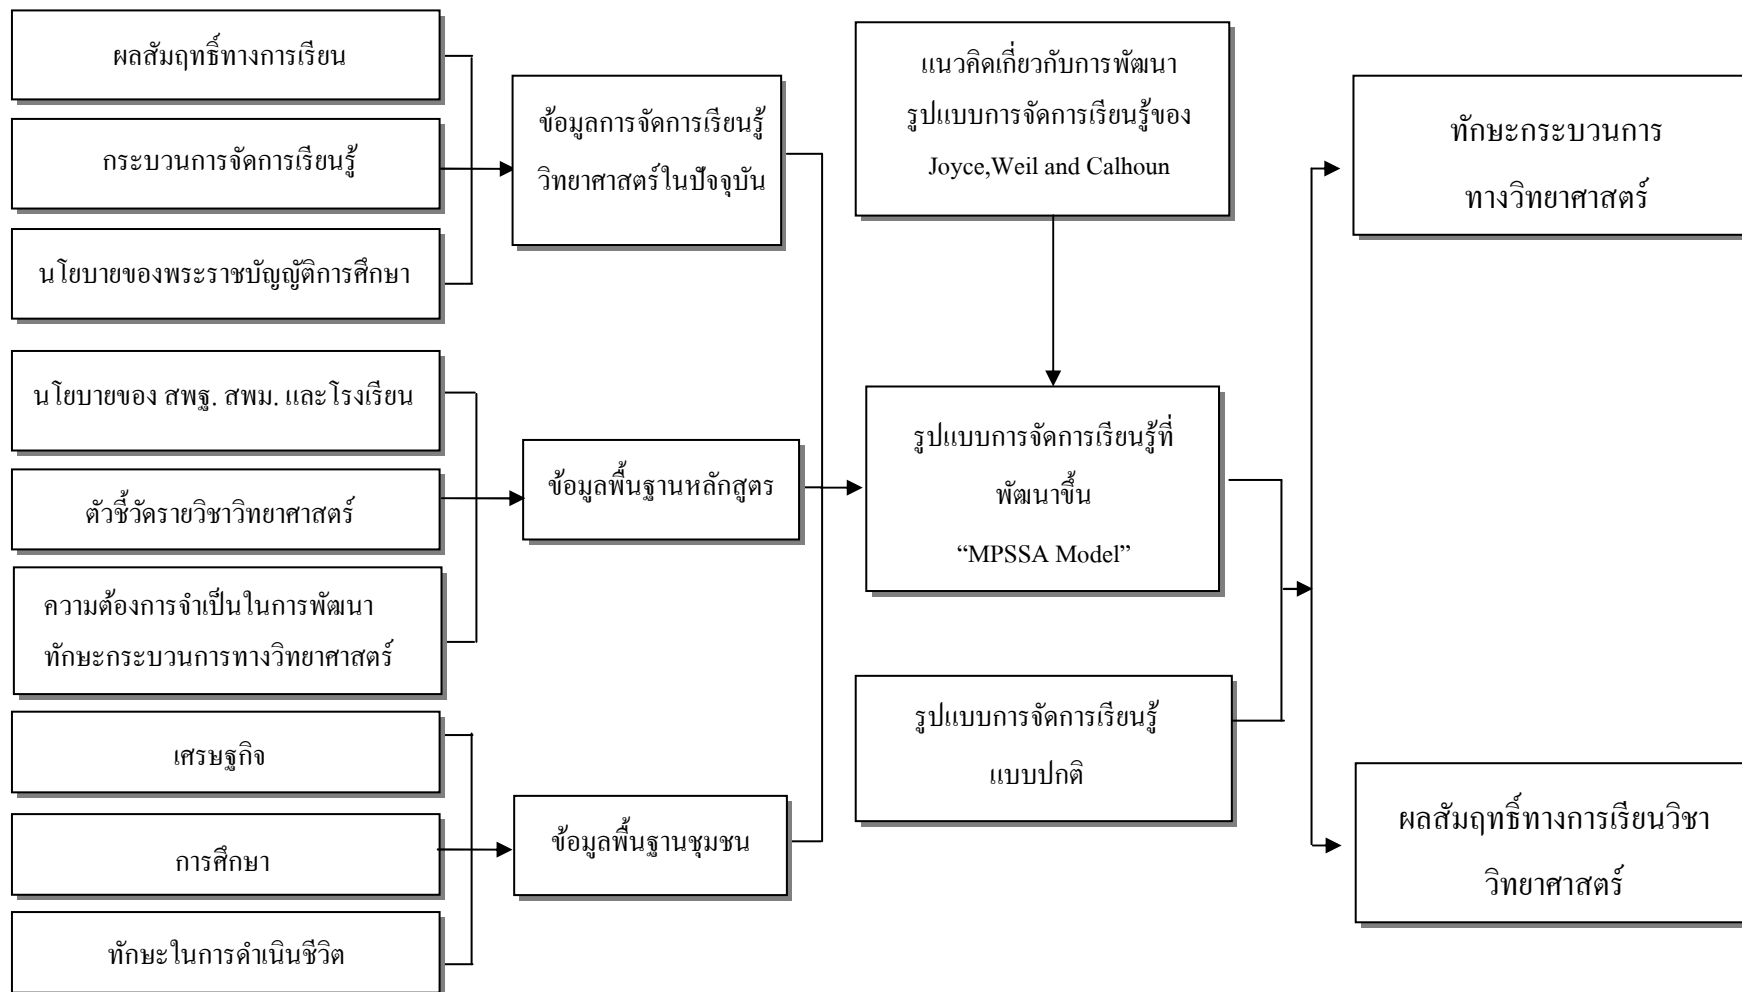 ผลสัมฤทธิ์ทางการเรียน
กระบวนการจัดการเรียนรู้
นโยบายของพระราชบัญญัติการศึกษา
ข้อมูลการจัดการเรียนรู้
วิทยาศาสตร์ในปัจจุบัน
นโยบายของ สพฐ. สพม. และโรงเรียน
ตัวชี้วัดรายวิชาวิทยาศาสตร์
ความต้องการจำเป็นในการพัฒนา
ทักษะกระบวนการทางวิทยาศาสตร์
ข้อมูลพื้นฐานหลักสูตร
เศรษฐกิจ
การศึกษา
ทักษะในการดำเนินชีวิต
ข้อมูลพื้นฐานชุมชน
แนวคิดเกี่ยวกับการพัฒนา
รูปแบบการจัดการเรียนรู้ของ
Joyce,Weil and Calhoun
รูปแบบการจัดการเรียนรู้ที่
พัฒนาขึ้น
“MPSSA Model”
รูปแบบการจัดการเรียนรู้
แบบปกติ
ทักษะกระบวนการ
ทางวิทยาศาสตร์
ผลสัมฤทธิ์ทางการเรียนวิชา
วิทยาศาสตร์